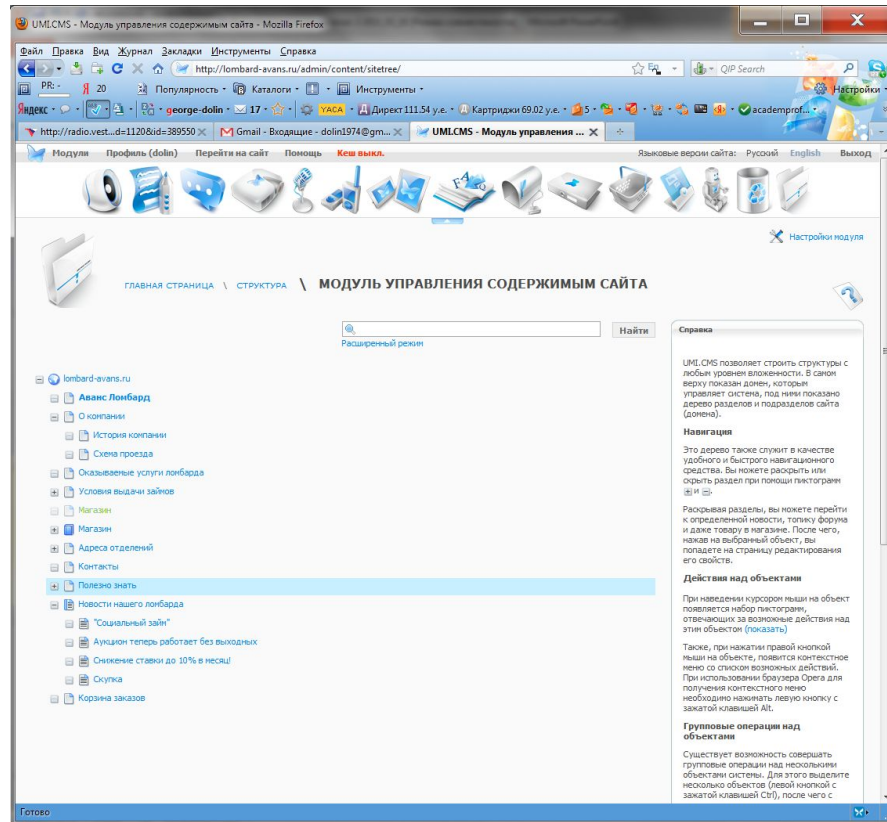 UMI.CMS - Модуль управления содержимым сайта - Mozilla Firefox
Файл Правка Вид Журнал Закладки Инструменты Справка
http://lombard-avans.ru/admin/content/sitetree/
QIP Search
PR: - Я 20 Популярность Каталоги Инструменты Настройки
Яндекс george-dolin 17 YACA Директ 111.54 у.е. Картриджи 69.02 у.е. 5 academprof...
http://radio.vest...d=1120&id=389550
Gmail - Входящие - dolin1974@gm...
UMI.CMS - Модуль управления ...
Модули Профиль (dolin) Перейти на сайт Помощь Кеш выкл. Языковые версии сайта: Русский English Выход
Настройки модуля
ГЛАВНАЯ СТРАНИЦА \ СТРУКТУРА \ МОДУЛЬ УПРАВЛЕНИЯ СОДЕРЖИМЫМ САЙТА
Найти
Расширенный режим
lombard-avans.ru
Аванс Ломбард
О компании
История компании
Схема проезда
Оказываемые услуги ломбарда
Условия выдачи займов
Магазин
Магазин
Адреса отделений
Контакты
Полезно знать
Новости нашего ломбарда
"Социальный займ"
Аукцион теперь работает без выходных
Снижение ставки до 10% в месяц!
Скупка
Корзина заказов
Справка
UMI.CMS позволяет строить структуры с
любым уровнем вложенности. В самом
верху показан домен, которым
управляет система, под ними показано
дерево разделов и подразделов сайта
(домена).
Навигация
Это дерево также служит в качестве
удобного и быстрого навигационного
средства. Вы можете раскрыть или
скрыть раздел при помощи пиктограмм
и .
Раскрывая разделы, вы можете перейти
к определенной новости, топику форума
и даже товару в магазине. После чего,
нажав на выбранный объект, вы
попадете на страницу редактирования
его свойств.
Действия над объектами
При наведении курсором мыши на объект
появляется набор пиктограмм,
отвечающих за возможные действия над
этим объектом (показать)
Также, при нажатии правой кнопкой
мыши на объекте, появится контекстное
меню со списком возможных действий.
При использовании браузера Opera для
получения контекстного меню
необходимо нажимать левую кнопку с
зажатой клавишей Alt.
Групповые операции над
объектами
Существует возможность совершать
групповые операции над несколькими
объектами системы. Для этого выделите
несколько объектов (левой кнопкой с
зажатой клавишей Ctrl), после чего с
Готово